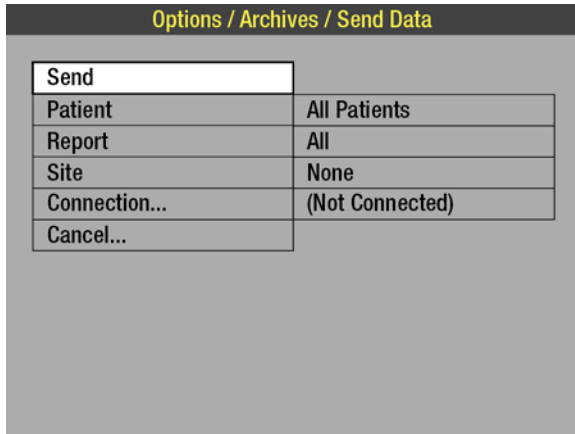 Options / Archives / Send Data
Send
Patient All Patients
Report All
Site None
Connection... (Not Connected)
Cancel...